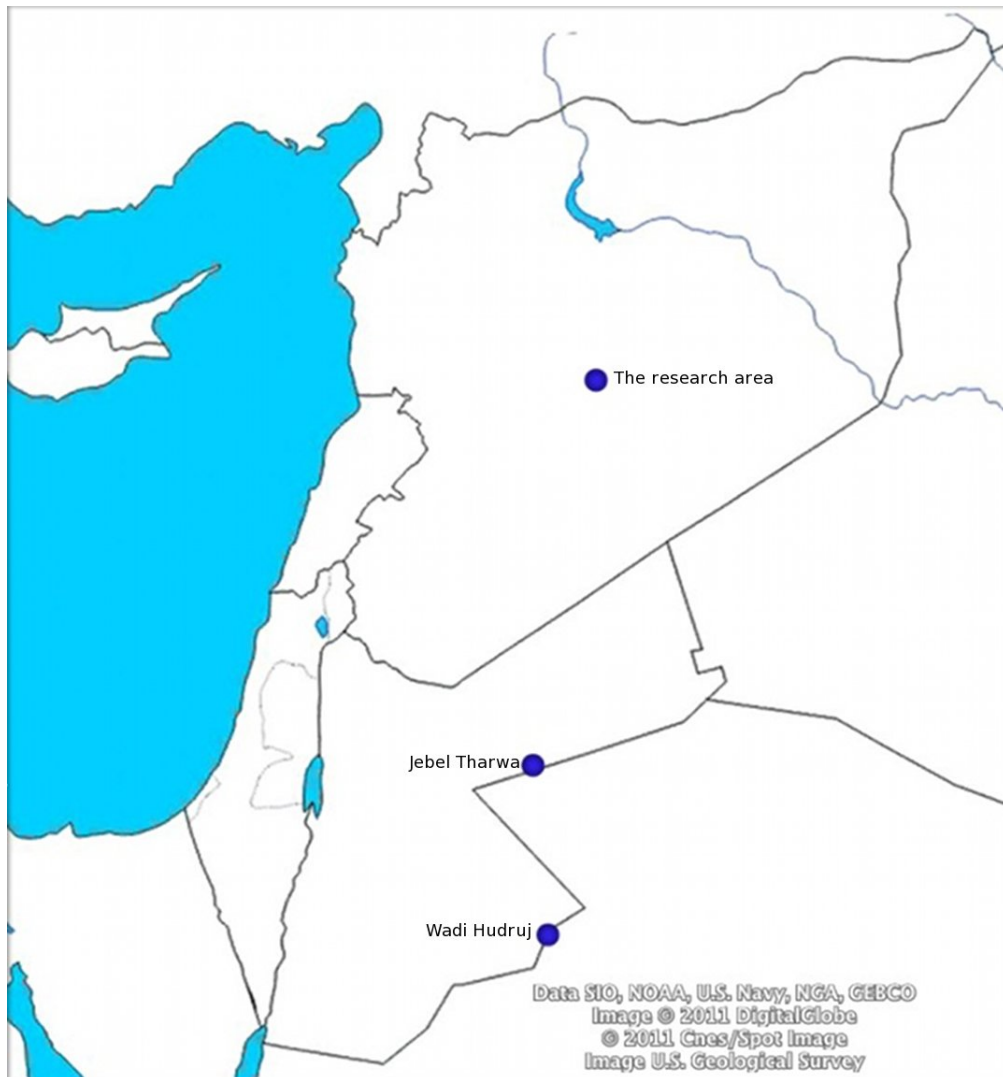 The research area
Jebel Tharwa
Wadi Hudruj
Data SIO, NOAA, U.S. Navy, NGA, GEBCO
Image © 2011 DigitalGlobe
© 2011 Cnes/Spot Image
Image U.S. Geological Survey